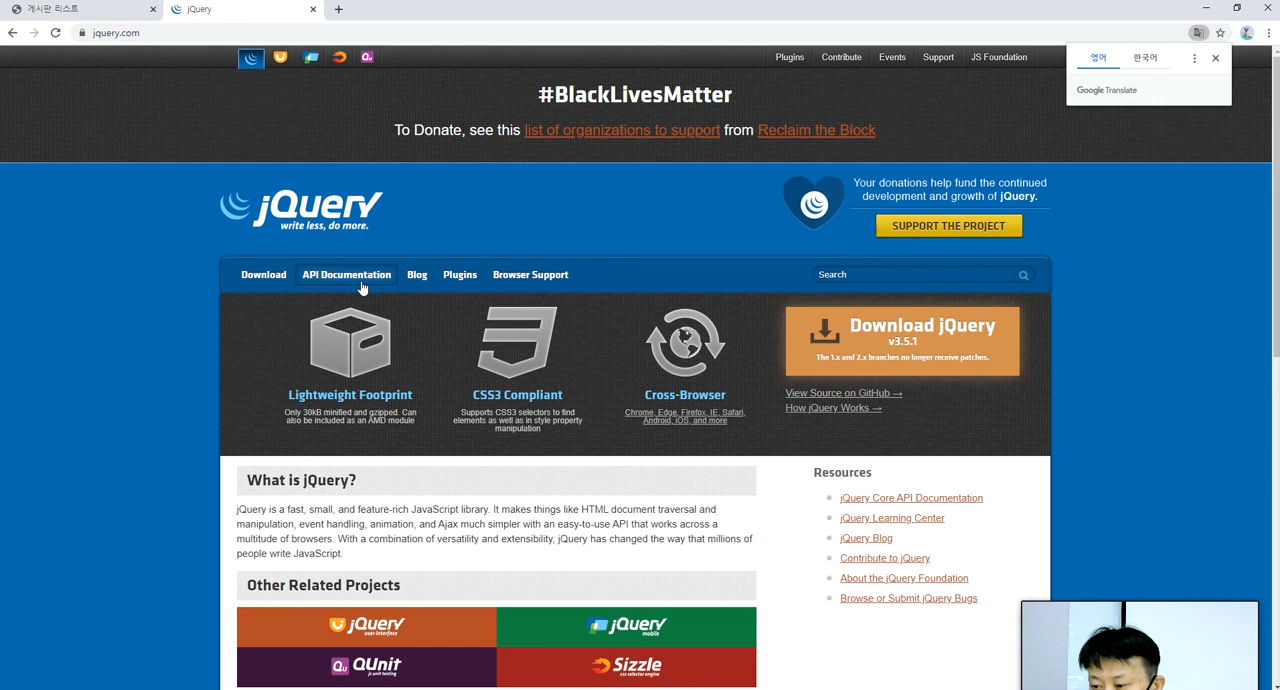 게시판 리스트
jQuery
jquery.com
영어
한국어
Google Translate
Plugins
Contribute
Events
Support
JS Foundation
#BlackLivesMatter
To Donate, see this list of organizations to support from Reclaim the Block
jQuery
write less, do more.
Your donations help fund the continued
development and growth of jQuery.
SUPPORT THE PROJECT
Download
API Documentation
Blog
Plugins
Browser Support
Search
Lightweight Footprint
Only 30kB minified and gzipped. Can
also be included as an AMD module
CSS3 Compliant
Supports CSS3 selectors to find
elements as well as in style property
manipulation
Cross-Browser
Chrome, Edge, Firefox, IE, Safari,
Android, iOS, and more
Download jQuery
v3.5.1
The 1.x and 2.x branches no longer receive patches.
View Source on GitHub →
How jQuery Works →
What is jQuery?
jQuery is a fast, small, and feature-rich JavaScript library. It makes things like HTML document traversal and
manipulation, event handling, animation, and Ajax much simpler with an easy-to-use API that works across a
multitude of browsers. With a combination of versatility and extensibility, jQuery has changed the way that millions of
people write JavaScript.
Resources
jQuery Core API Documentation
jQuery Learning Center
jQuery Blog
Contribute to jQuery
About the jQuery Foundation
Browse or Submit jQuery Bugs
Other Related Projects
jQuery
user interface
jQuery
mobile
Qu
QUnit
js unit testing
Sizzle
css selector engine